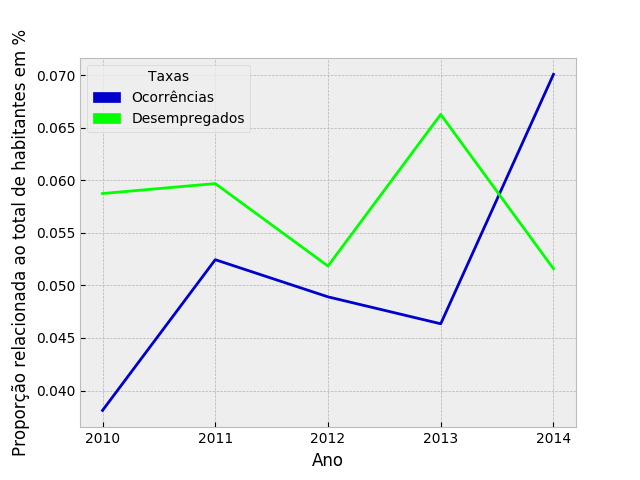 Proporção relacionada ao total de habitantes em %
0.070
0.065
0.060
0.055
0.050
0.045
0.040
Taxas
Ocorrências
Desempregados
2010 2011 2012 2013 2014
Ano